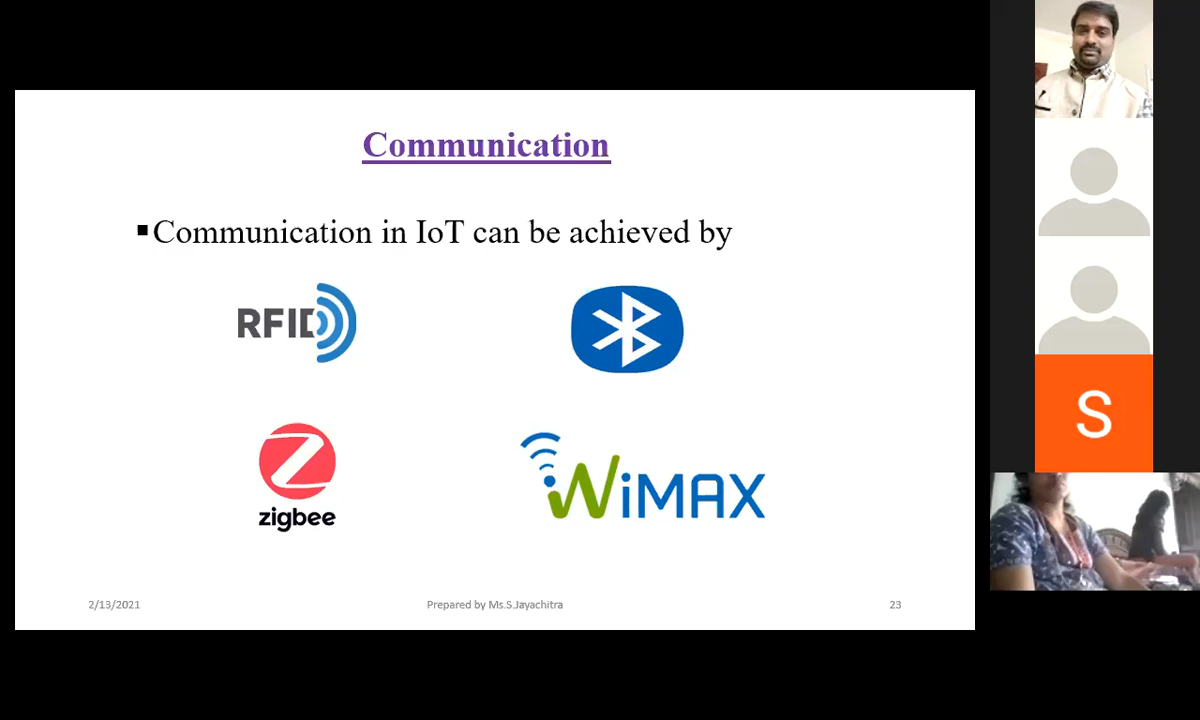 Communication
▪Communication in IoT can be achieved by
RFID
zigbee
WiMAX
2/13/2021
Prepared by Ms.S.Jayachitra
23
S